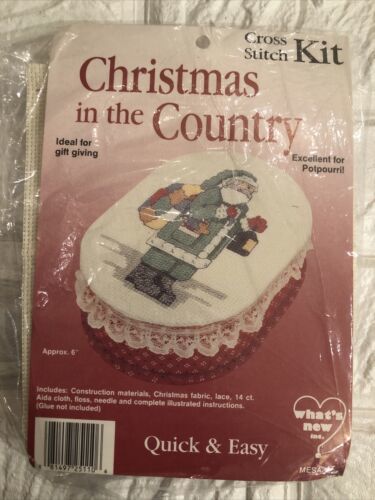 Cross
Stitch Kit
Christmas
in the Country
Ideal for
gift giving
Excellent for
Potpourri!
Approx. 6"
Includes: Construction materials, Christmas fabric, lace, 14 ct.
Aida cloth, floss, needle and complete illustrated instructions.
(Glue not included)
what's
new
inc.
Quick & Easy